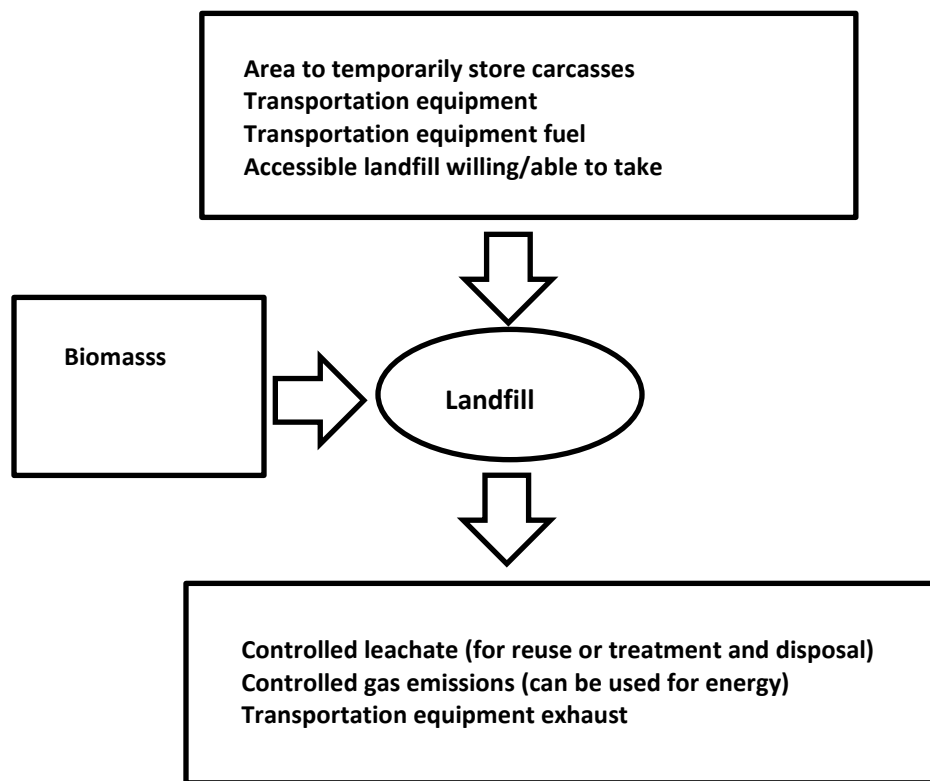 Area to temporarily store carcasses
Transportation equipment
Transportation equipment fuel
Accessible landfill willing/able to take
Biomasss
Landfill
Controlled leachate (for reuse or treatment and disposal)
Controlled gas emissions (can be used for energy)
Transportation equipment exhaust